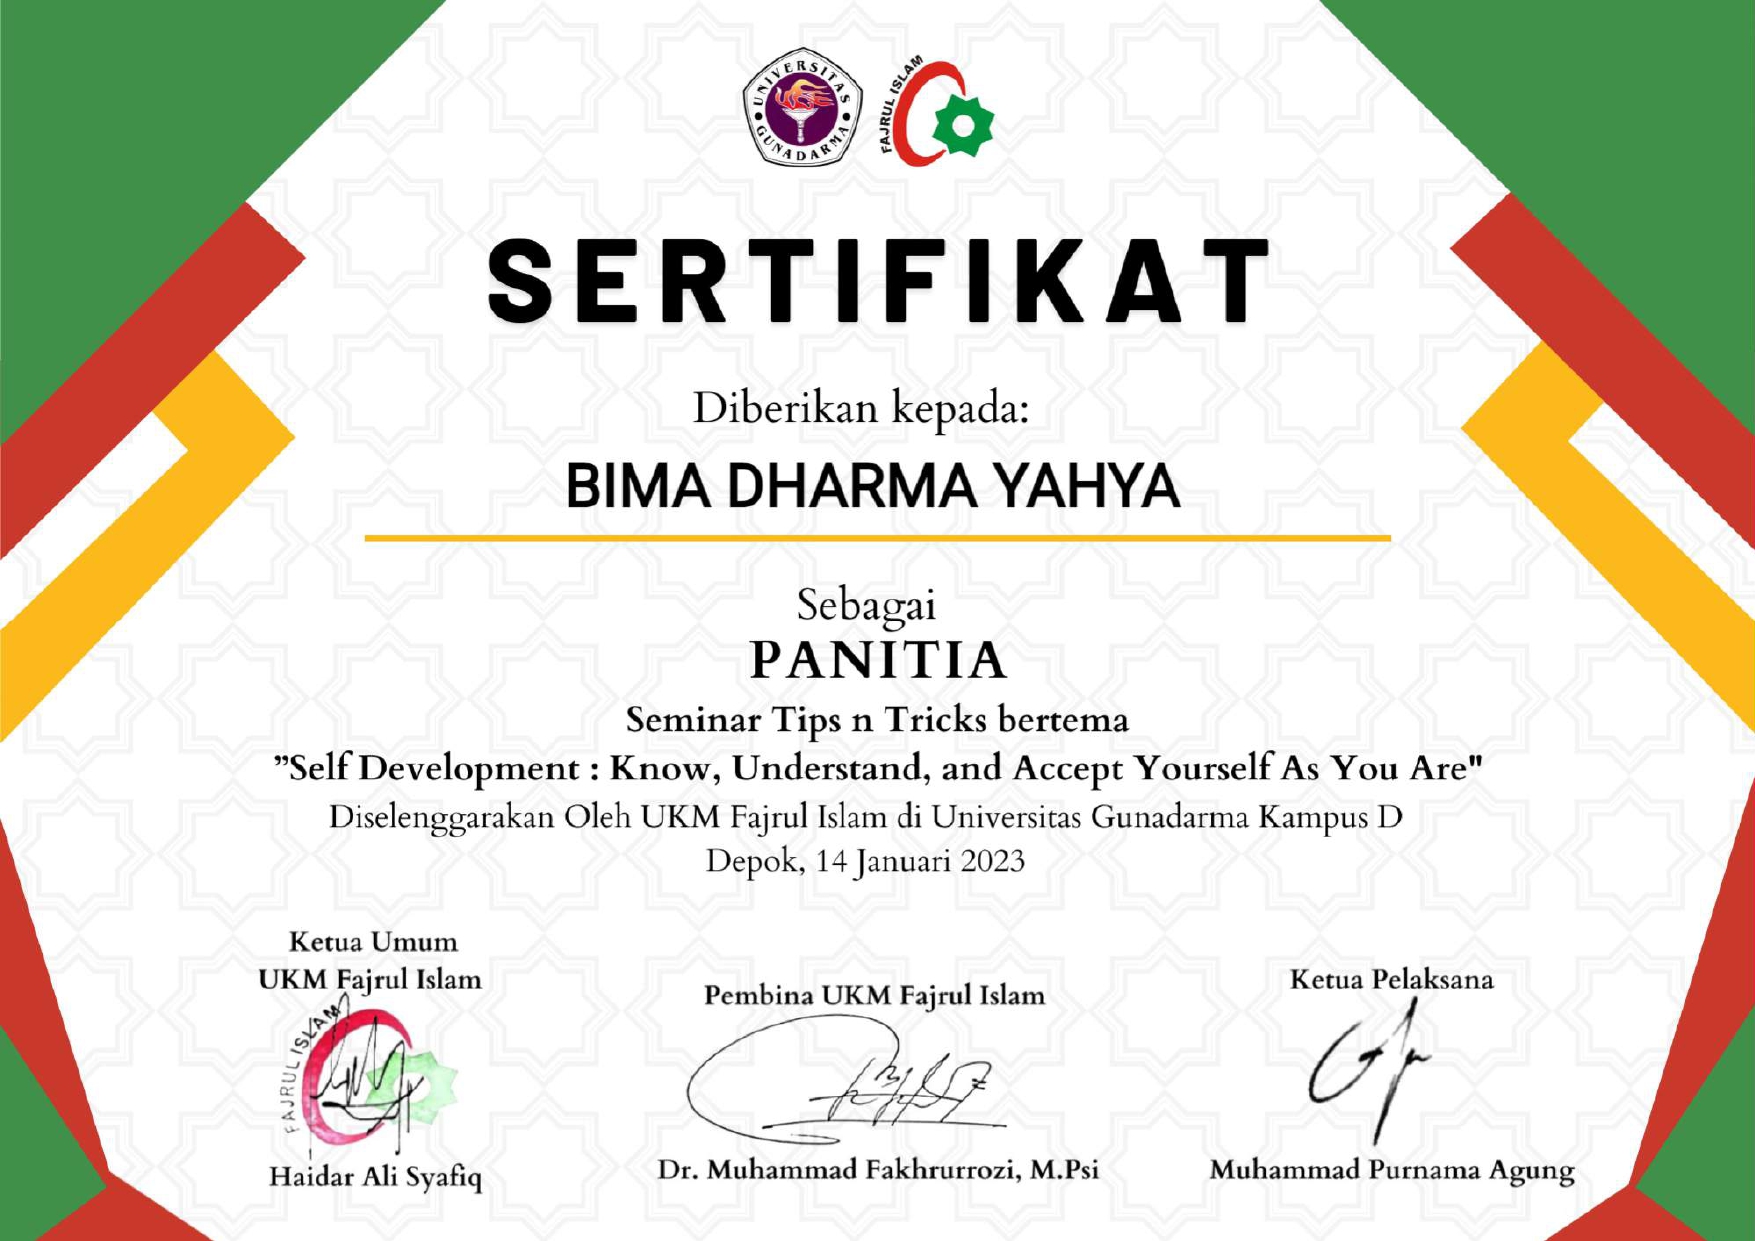 UNIVERSITAS GUNADARMA
FAJRUL ISLAM
SERTIFIKAT
Diberikan kepada:
BIMA DHARMA YAHYA
Sebagai
PANITIA
Seminar Tips n Tricks bertema
”Self Development : Know, Understand, and Accept Yourself As You Are"
Diselenggarakan Oleh UKM Fajrul Islam di Universitas Gunadarma Kampus D
Depok, 14 Januari 2023
Ketua Umum
UKM Fajrul Islam
FAJRUL ISLAM
Haidar Ali Syafiq
Pembina UKM Fajrul Islam
Dr. Muhammad Fakhrurrozi, M.Psi
Ketua Pelaksana
Muhammad Purnama Agung